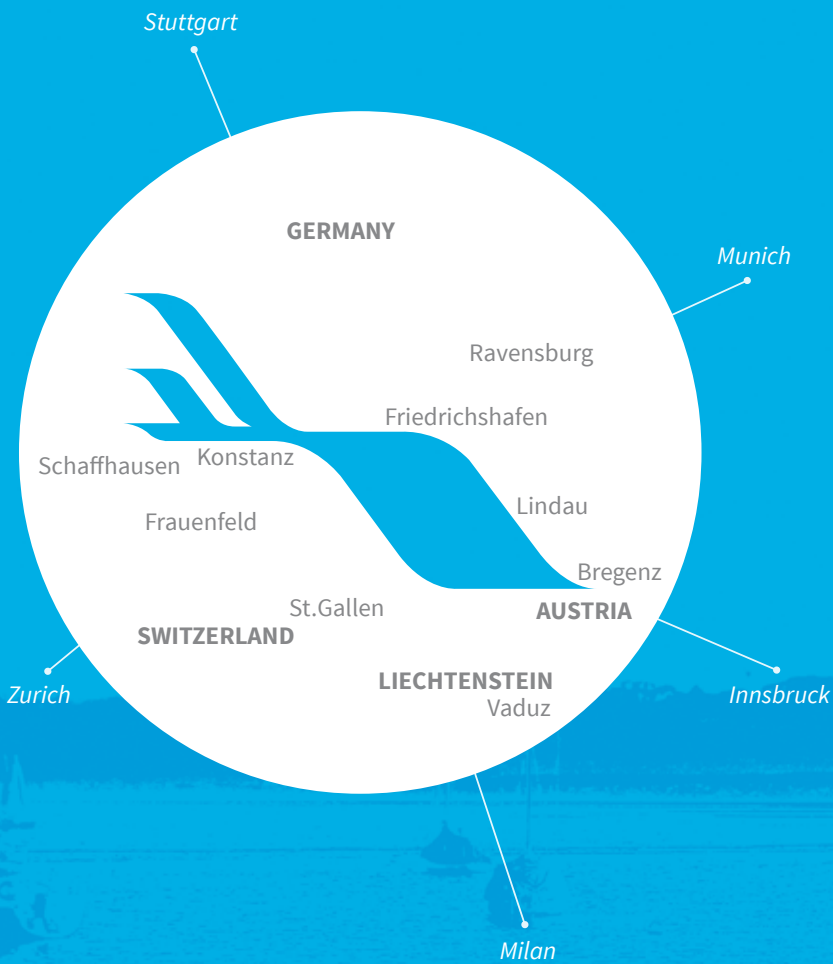 Stuttgart
GERMANY
Munich
Ravensburg
Friedrichshafen
Schaffhausen
Konstanz
Lindau
Frauenfeld
Bregenz
St.Gallen
AUSTRIA
SWITZERLAND
LIECHTENSTEIN
Zurich
Innsbruck
Vaduz
Milan